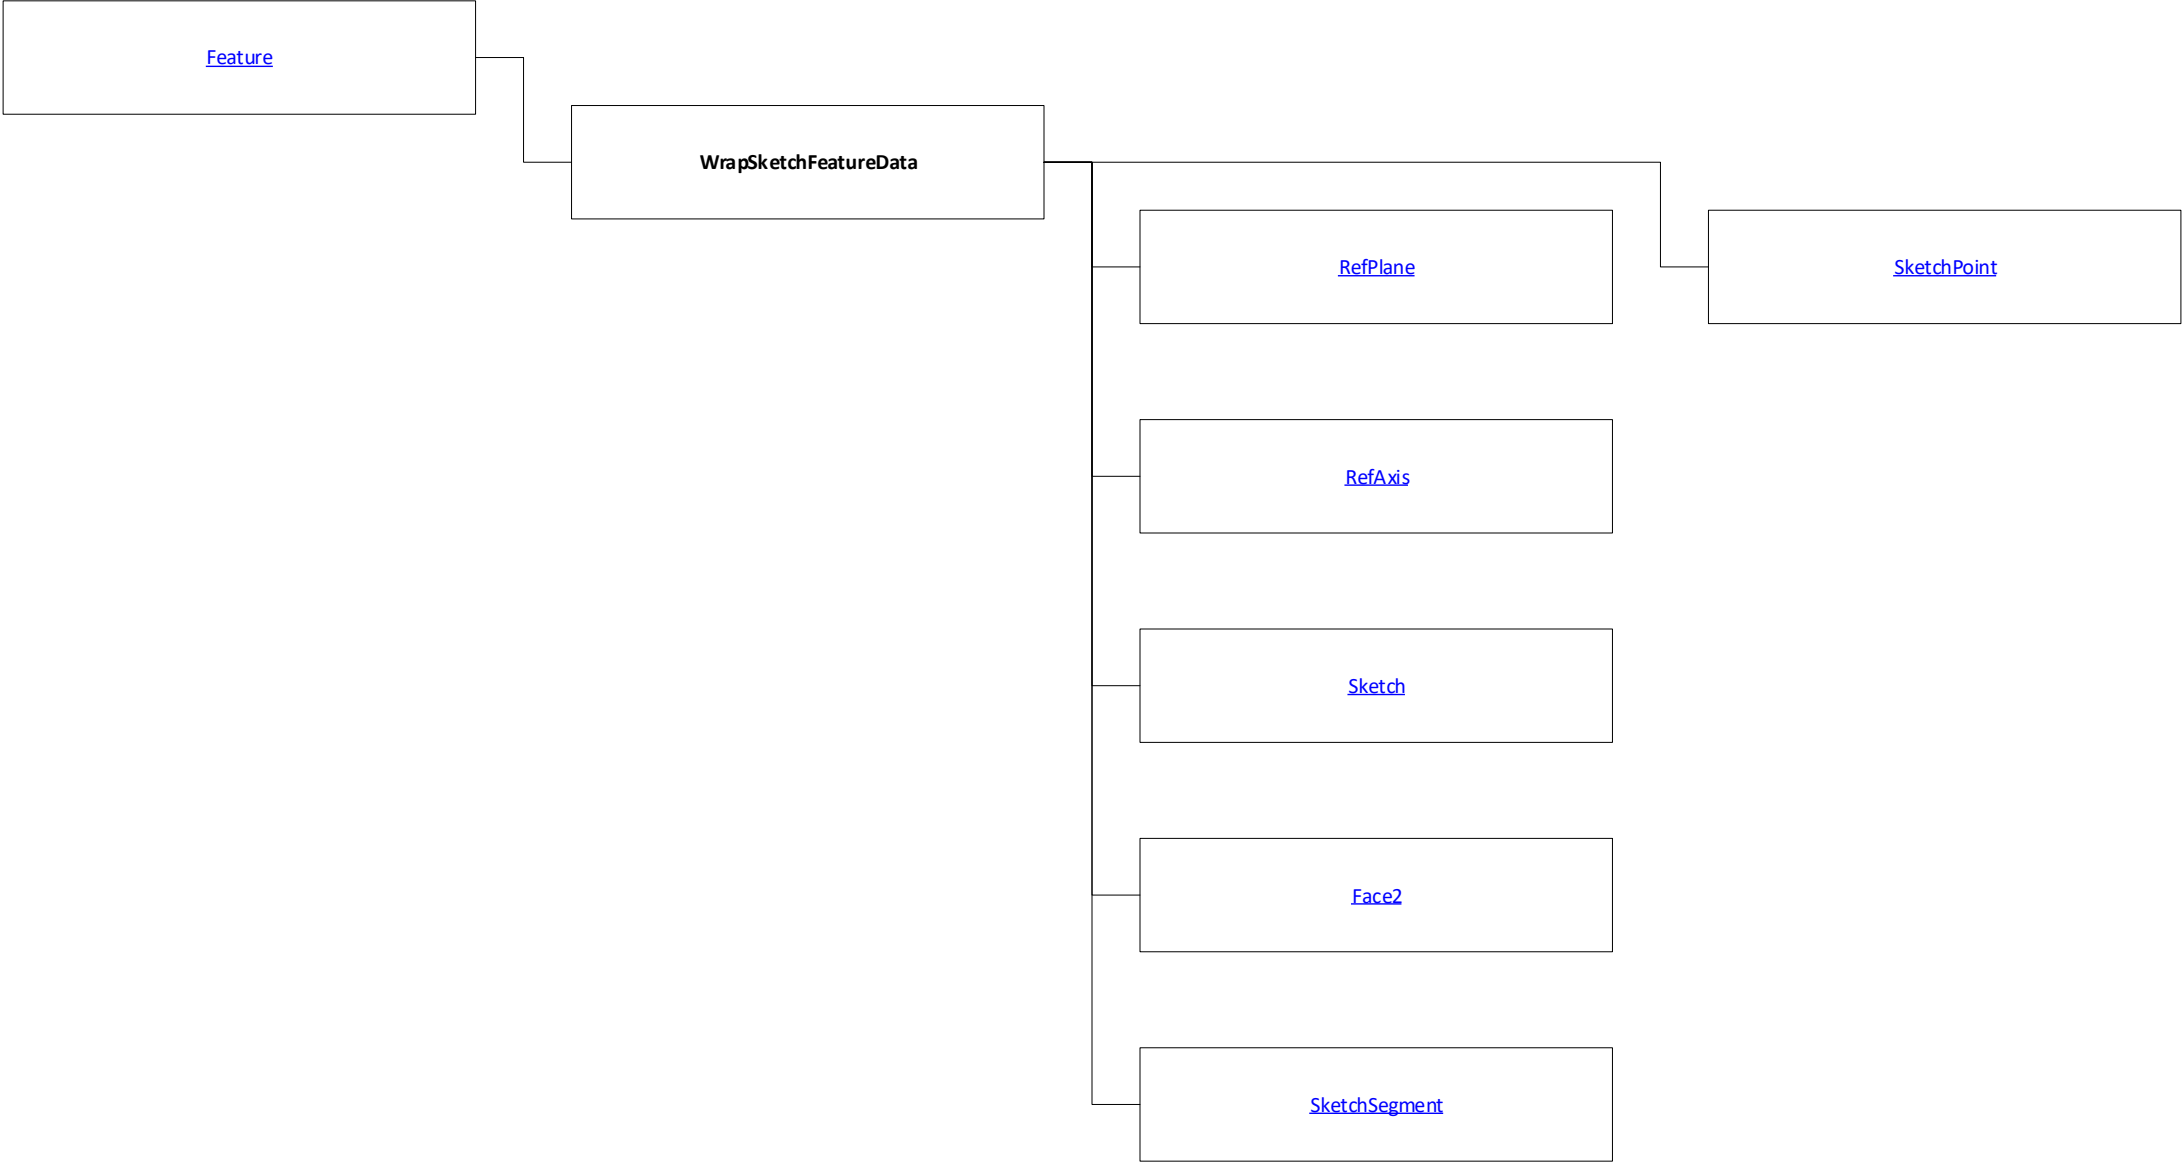 Feature
WrapSketchFeatureData
RefPlane
SketchPoint
RefAxis
Sketch
Face2
SketchSegment